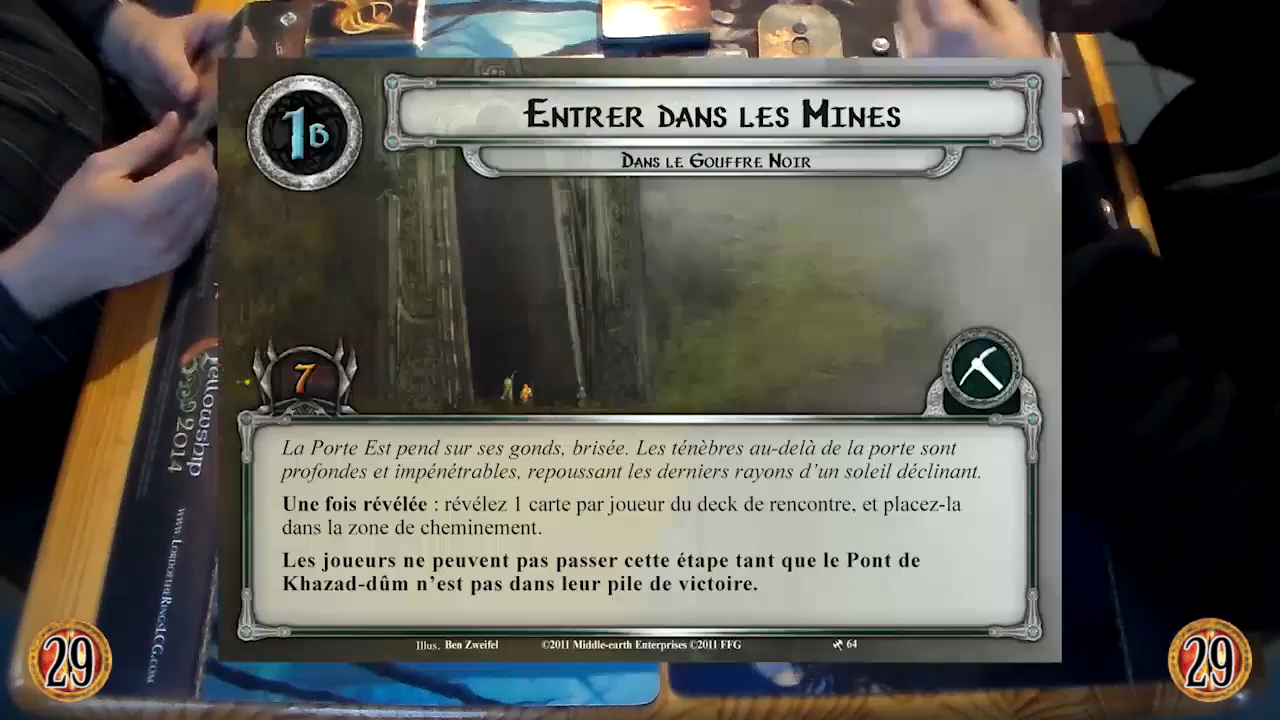 1B
ENTRER DANS LES MINES
DANS LE GOUFFRE NOIR
7
La Porte Est pend sur ses gonds, brisée. Les ténèbres au-delà de la porte sont
profondes et impénétrables, repoussant les derniers rayons d'un soleil déclinant.
Une fois révélée : révélez 1 carte par joueur du deck de rencontre, et placez-la
dans la zone de cheminement.
Les joueurs ne peuvent pas passer cette étape tant que le Pont de
Khazad-dûm n'est pas dans leur pile de victoire.
Illus. Ben Zweifel ©2011 Middle-earth Enterprises ©2011 FFG 64
Fellowship
2014
www.LordoftheRingsLCG.com
29
29